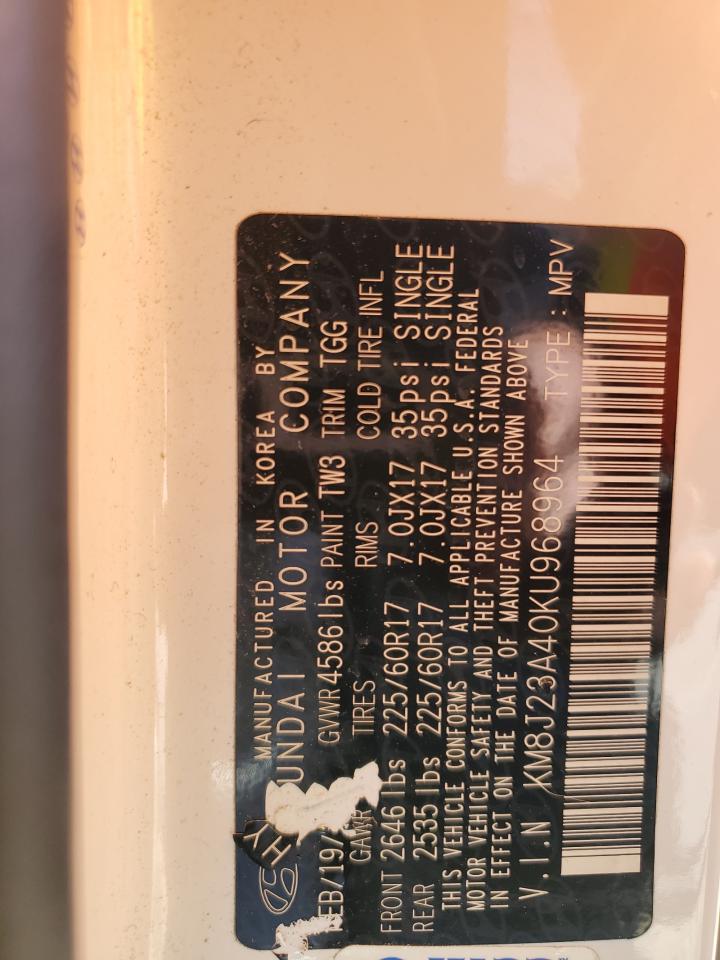 MANUFACTURED IN KOREA BY
HYUNDAI MOTOR COMPANY
EB/19/ GVWR 4586 lbs PAINT TW3 TRIM TGG
GAWR TIRES RIMS COLD TIRE INFL
FRONT 2646 lbs 225/60R17 7.0JX17 35psi SINGLE
REAR 2535 lbs 225/60R17 7.0JX17 35psi SINGLE
THIS VEHICLE CONFORMS TO ALL APPLICABLE U.S.A. FEDERAL
MOTOR VEHICLE SAFETY AND THEFT PREVENTION STANDARDS
IN EFFECT ON THE DATE OF MANUFACTURE SHOWN ABOVE
V.I.N KM8J23A40KU968964 TYPE : MPV